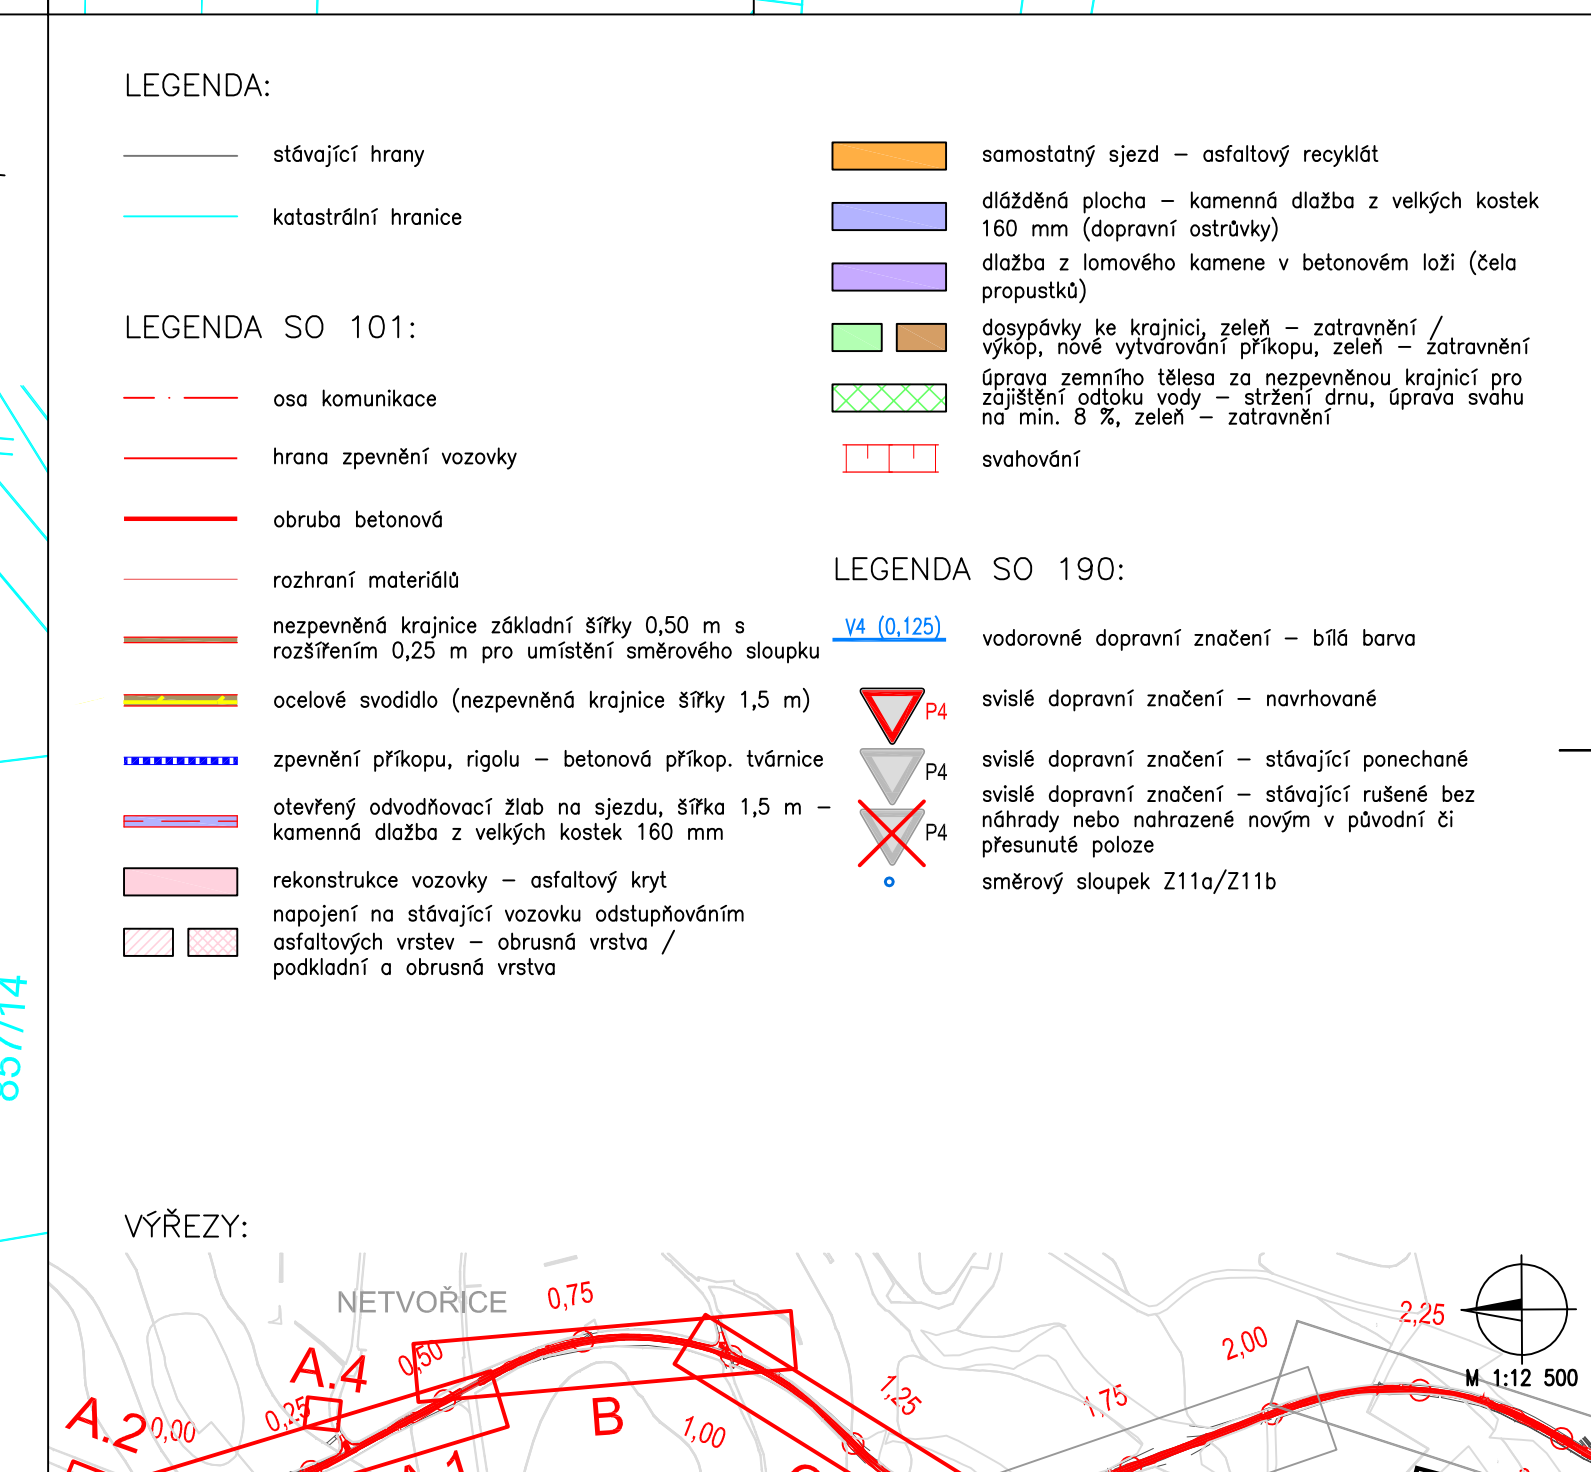 LEGENDA:
stávající hrany
katastrální hranice
LEGENDA SO 101:
osa komunikace
hrana zpevnění vozovky
obruba betonová
rozhraní materiálů
nezpevněná krajnice základní šířky 0,50 m s
rozšířením 0,25 m pro umístění směrového sloupku
ocelové svodidlo (nezpevněná krajnice šířky 1,5 m)
zpevnění příkopu, rigolu – betonová příkop. tvárnice
otevřený odvodňovací žlab na sjezdu, šířka 1,5 m –
kamenná dlažba z velkých kostek 160 mm
rekonstrukce vozovky – asfaltový kryt
napojení na stávající vozovku odstupňováním
asfaltových vrstev – obrusná vrstva /
podkladní a obrusná vrstva
samostatný sjezd – asfaltový recyklát
dlážděná plocha – kamenná dlažba z velkých kostek
160 mm (dopravní ostrůvky)
dlažba z lomového kamene v betonovém loži (čela
propustků)
dosypávky ke krajnici, zeleň – zatravnění /
výkop, nové vytvarování příkopu, zeleň – zatravnění
úprava zemního tělesa za nezpevněnou krajnicí pro
zajištění odtoku vody – stržení drnu, úprava svahu
na min. 8 %, zeleň – zatravnění
svahování
LEGENDA SO 190:
V4 (0,125)
vodorovné dopravní značení – bílá barva
P4
svislé dopravní značení – navrhované
P4
svislé dopravní značení – stávající ponechané
P4
svislé dopravní značení – stávající rušené bez
náhrady nebo nahrazené novým v původní či
přesunuté poloze
směrový sloupek Z11a/Z11b
857/14
VÝŘEZY:
NETVOŘICE
0,75
2,25
2,00
0,50
A.4
M 1:12 500
1,25
1,75
0,25
A.2
0,00
B
1,00
A.1